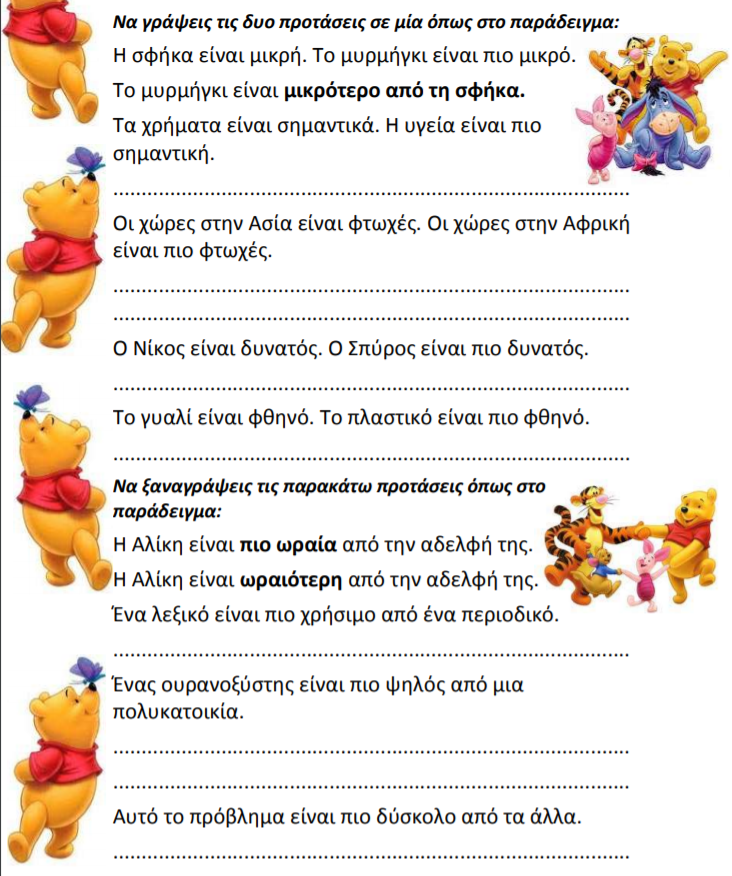 Να γράψεις τις δυο προτάσεις σε μία όπως στο παράδειγμα:
Η σφήκα είναι μικρή. Το μυρμήγκι είναι πιο μικρό.
Το μυρμήγκι είναι μικρότερο από τη σφήκα.
Τα χρήματα είναι σημαντικά. Η υγεία είναι πιο
σημαντική.
..........................................................................................
Οι χώρες στην Ασία είναι φτωχές. Οι χώρες στην Αφρική
είναι πιο φτωχές.
..........................................................................................
..........................................................................................
Ο Νίκος είναι δυνατός. Ο Σπύρος είναι πιο δυνατός.
..........................................................................................
Το γυαλί είναι φθηνό. Το πλαστικό είναι πιο φθηνό.
..........................................................................................
Να ξαναγράψεις τις παρακάτω προτάσεις όπως στο
παράδειγμα:
Η Αλίκη είναι πιο ωραία από την αδελφή της.
Η Αλίκη είναι ωραιότερη από την αδελφή της.
Ένα λεξικό είναι πιο χρήσιμο από ένα περιοδικό.
..........................................................................................
Ένας ουρανοξύστης είναι πιο ψηλός από μια
πολυκατοικία.
..........................................................................................
..........................................................................................
Αυτό το πρόβλημα είναι πιο δύσκολο από τα άλλα.
..........................................................................................